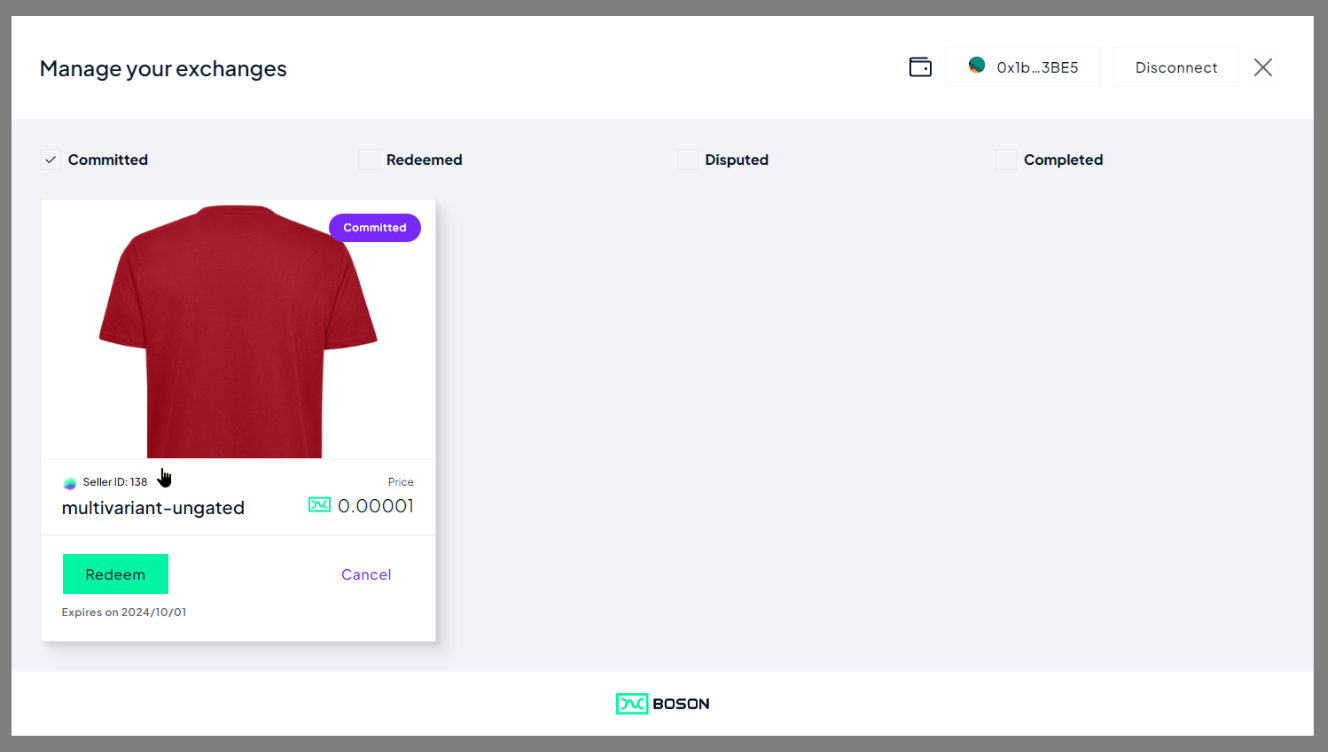 Manage your exchanges
0x1b...3BE5
Disconnect
Committed
Redeemed
Disputed
Completed
Committed
Seller ID: 138
Price
multivariant-ungated
0.00001
Redeem
Cancel
Expires on 2024/10/01
BOSON